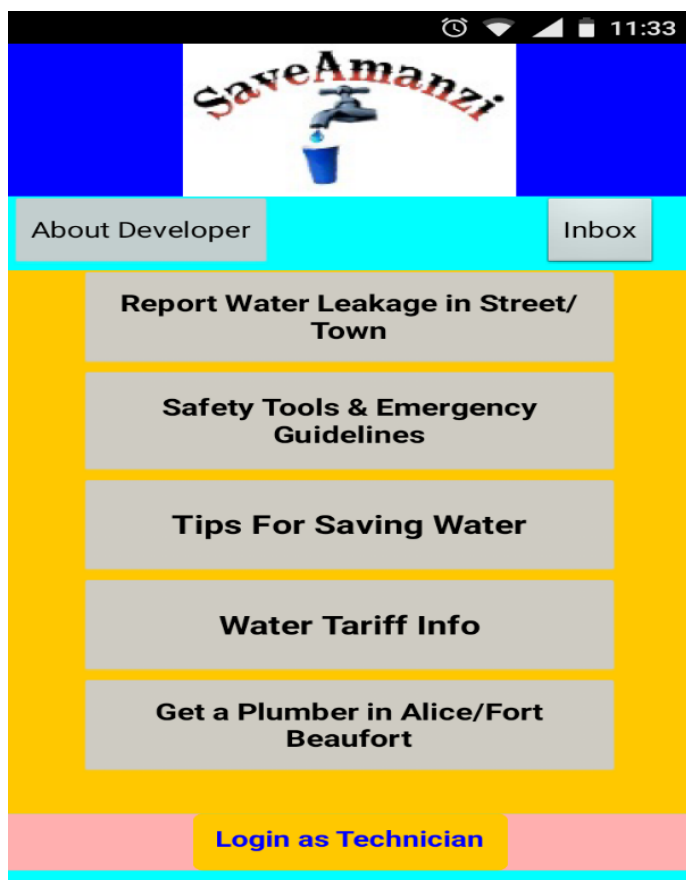 11:33
SaveAmanzi
About Developer
Inbox
Report Water Leakage in Street/
Town
Safety Tools & Emergency
Guidelines
Tips For Saving Water
Water Tariff Info
Get a Plumber in Alice/Fort
Beaufort
Login as Technician